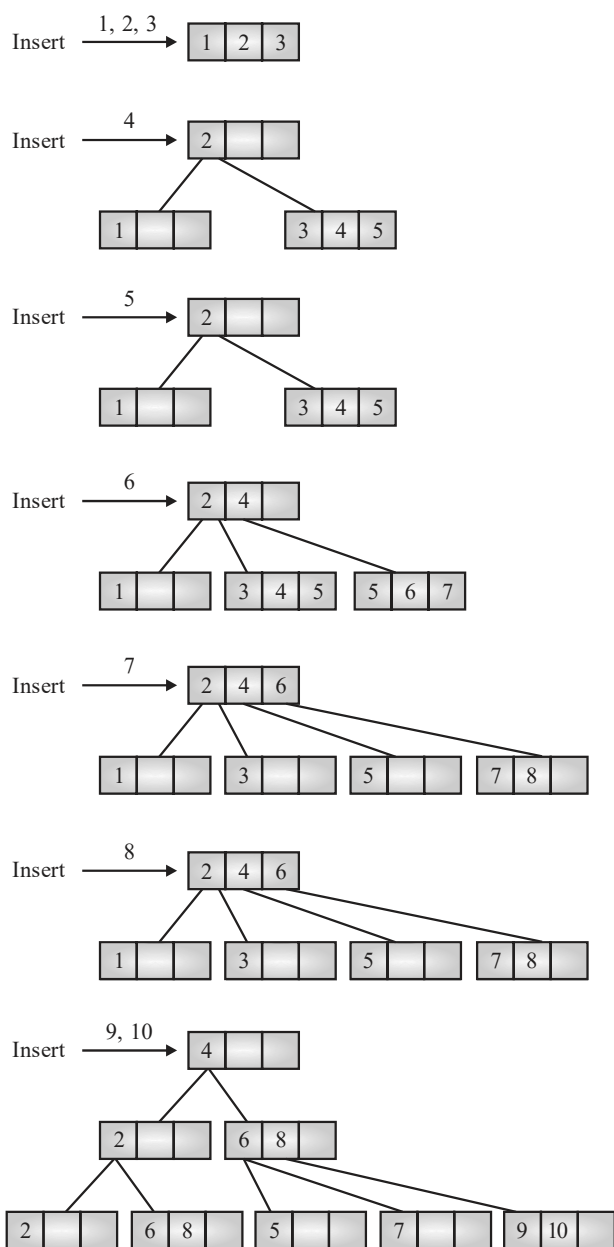 1, 2, 3
Insert 1 2 3
4
Insert 2
1 3 4 5
5
Insert 2
1 3 4 5
6
Insert 2 4
1 3 4 5 5 6 7
7
Insert 2 4 6
1 3 5 7 8
8
Insert 2 4 6
1 3 5 7 8
9, 10
Insert 4
2 6 8
2 6 8 5 7 9 10